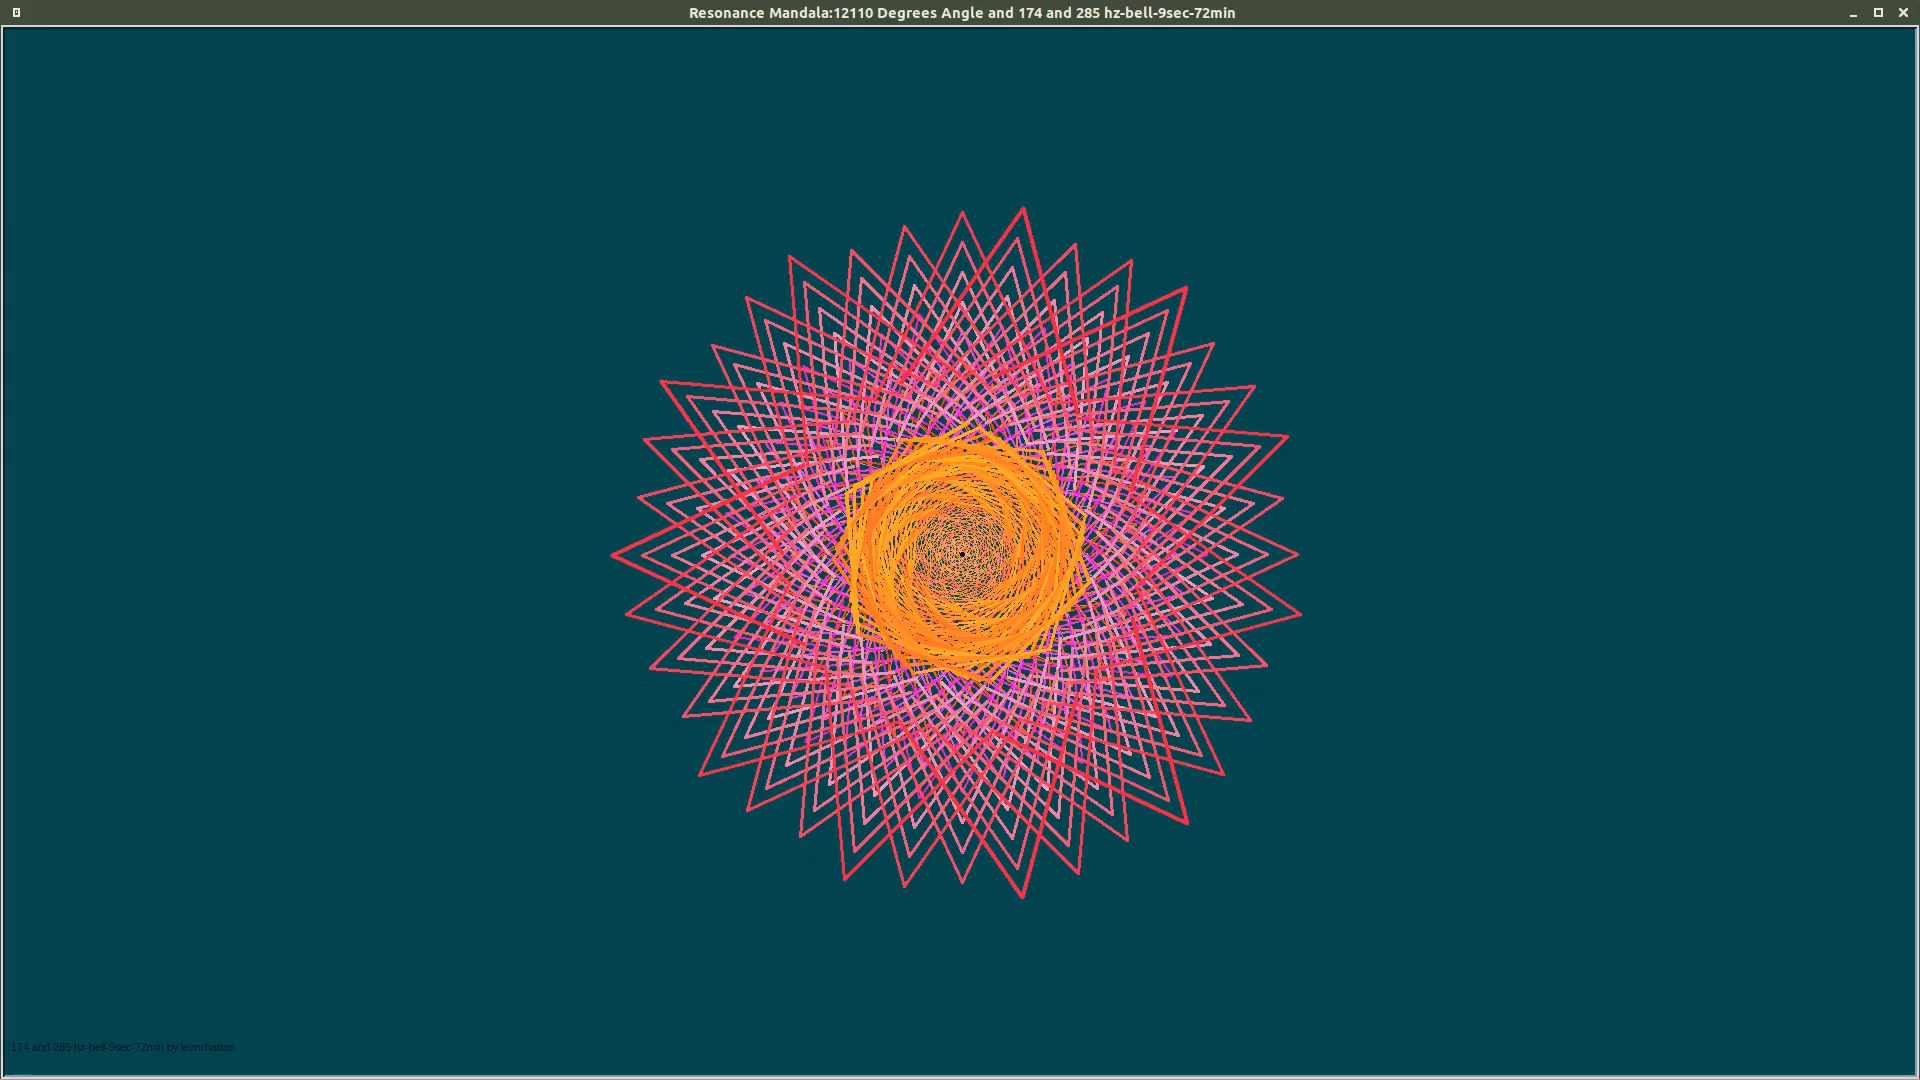 Resonance Mandala:12110 Degrees Angle and 174 and 285 hz-bell-9sec-72min
174 and 285 hz-bell-9sec-72min by leonrhatton